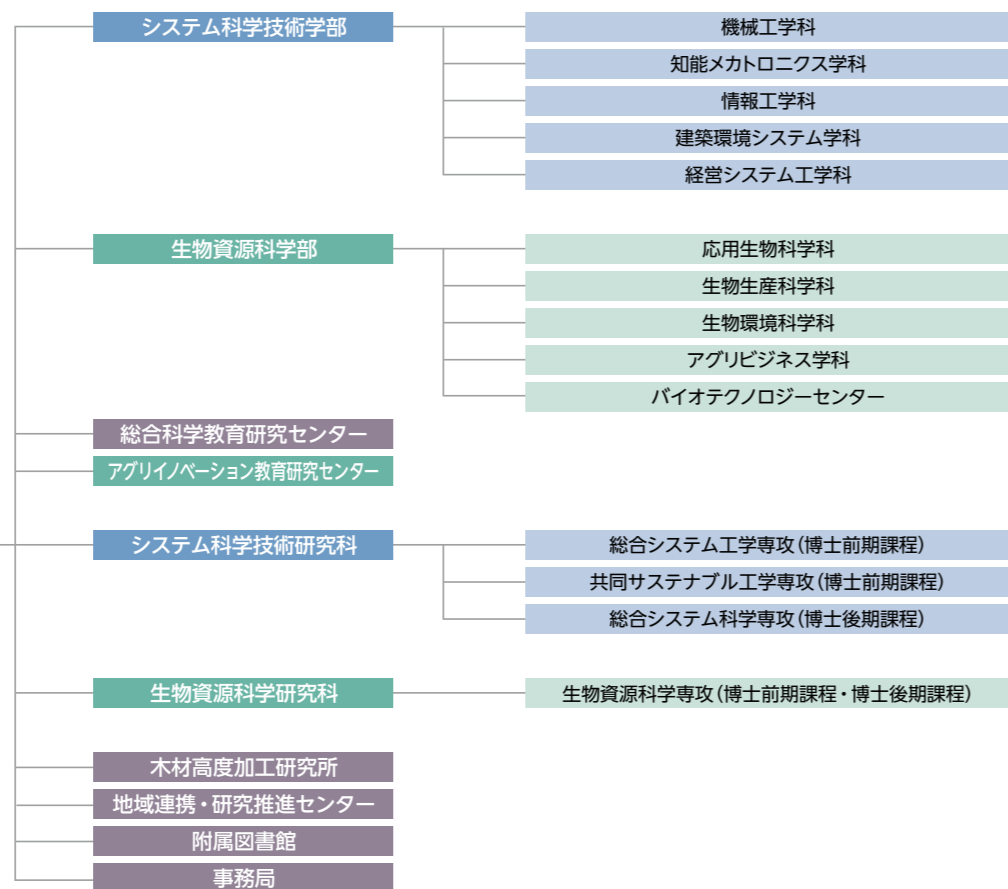 システム科学技術学部
機械工学科
知能メカトロニクス学科
情報工学科
建築環境システム学科
経営システム工学科
生物資源科学部
応用生物科学科
生物生産科学科
生物環境科学科
アグリビジネス学科
バイオテクノロジーセンター
総合科学教育研究センター
アグリイノベーション教育研究センター
システム科学技術研究科
総合システム工学専攻(博士前期課程)
共同サステナブル工学専攻(博士前期課程)
総合システム科学専攻(博士後期課程)
生物資源科学研究科
生物資源科学専攻(博士前期課程・博士後期課程)
木材高度加工研究所
地域連携・研究推進センター
附属図書館
事務局